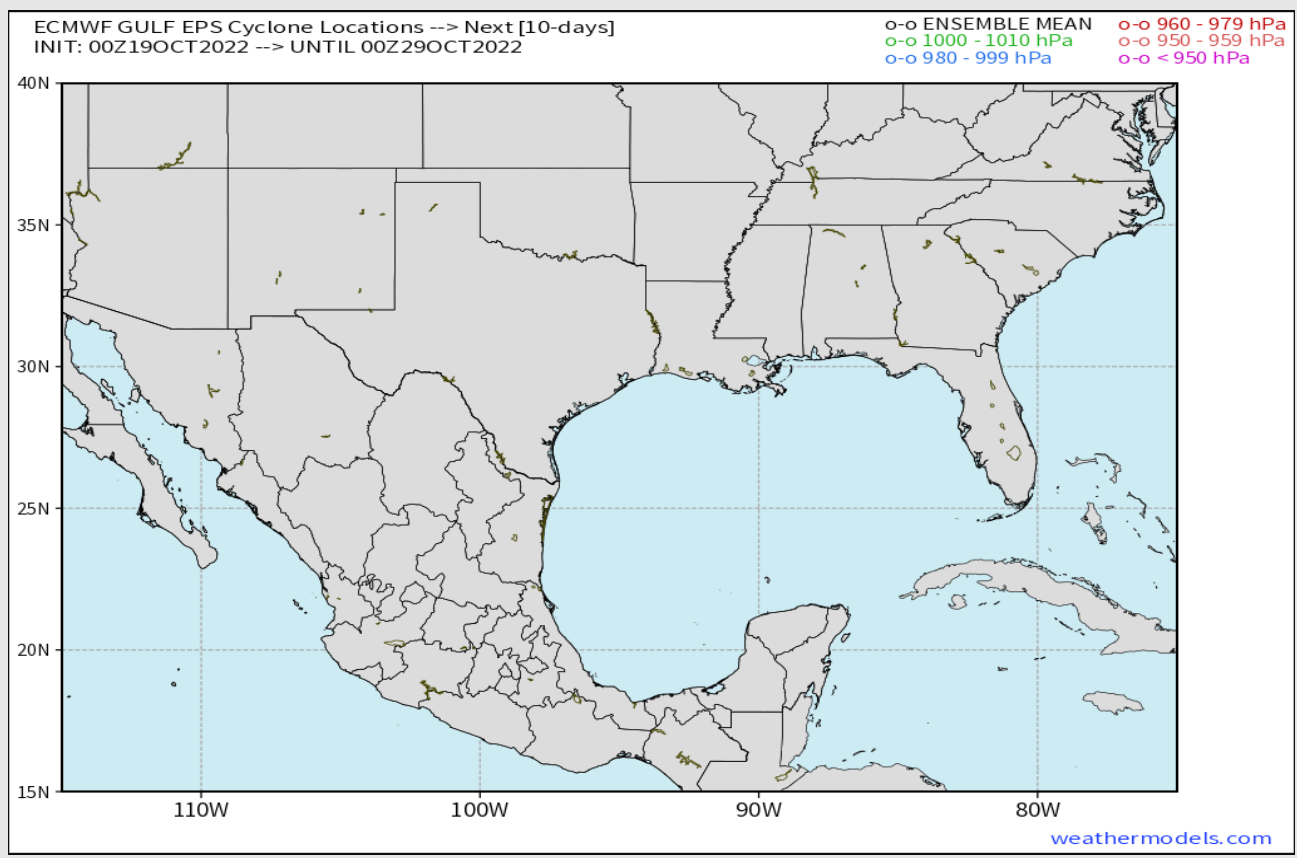 ECMWF GULF EPS Cyclone Locations --> Next [10-days]
INIT: 00Z19OCT2022 --> UNTIL 00Z29OCT2022
o-o ENSEMBLE MEAN
o-o 1000 - 1010 hPa
o-o 980 - 999 hPa
o-o 960 - 979 hPa
o-o 950 - 959 hPa
o-o < 950 hPa
40N
35N
30N
25N
20N
15N
110W
100W
90W
80W
weathermodels.com